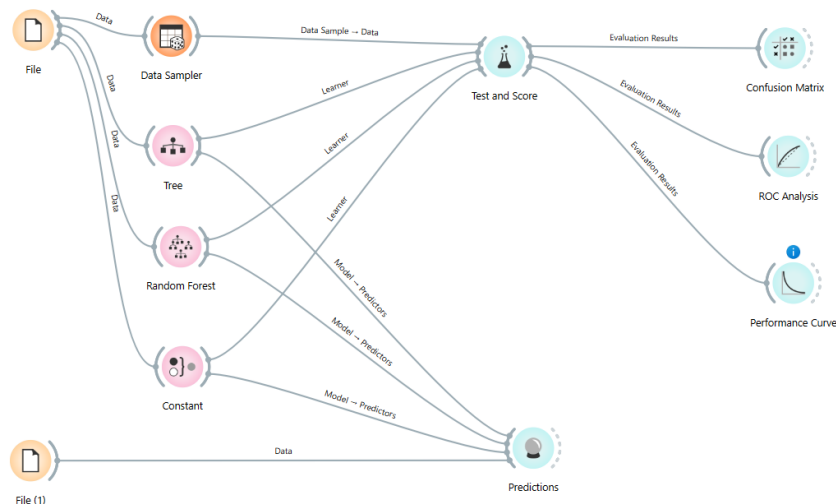 Data
Data Sample → Data
Evaluation Results
File
Data Sampler
Test and Score
Confusion Matrix
Data
Learner
Evaluation Results
Data
Learner
Evaluation Results
Tree
ROC Analysis
Data
Learner
Random Forest
Model → Predictors
Performance Curve
Model → Predictors
Constant
Model → Predictors
Data
File (1)
Predictions